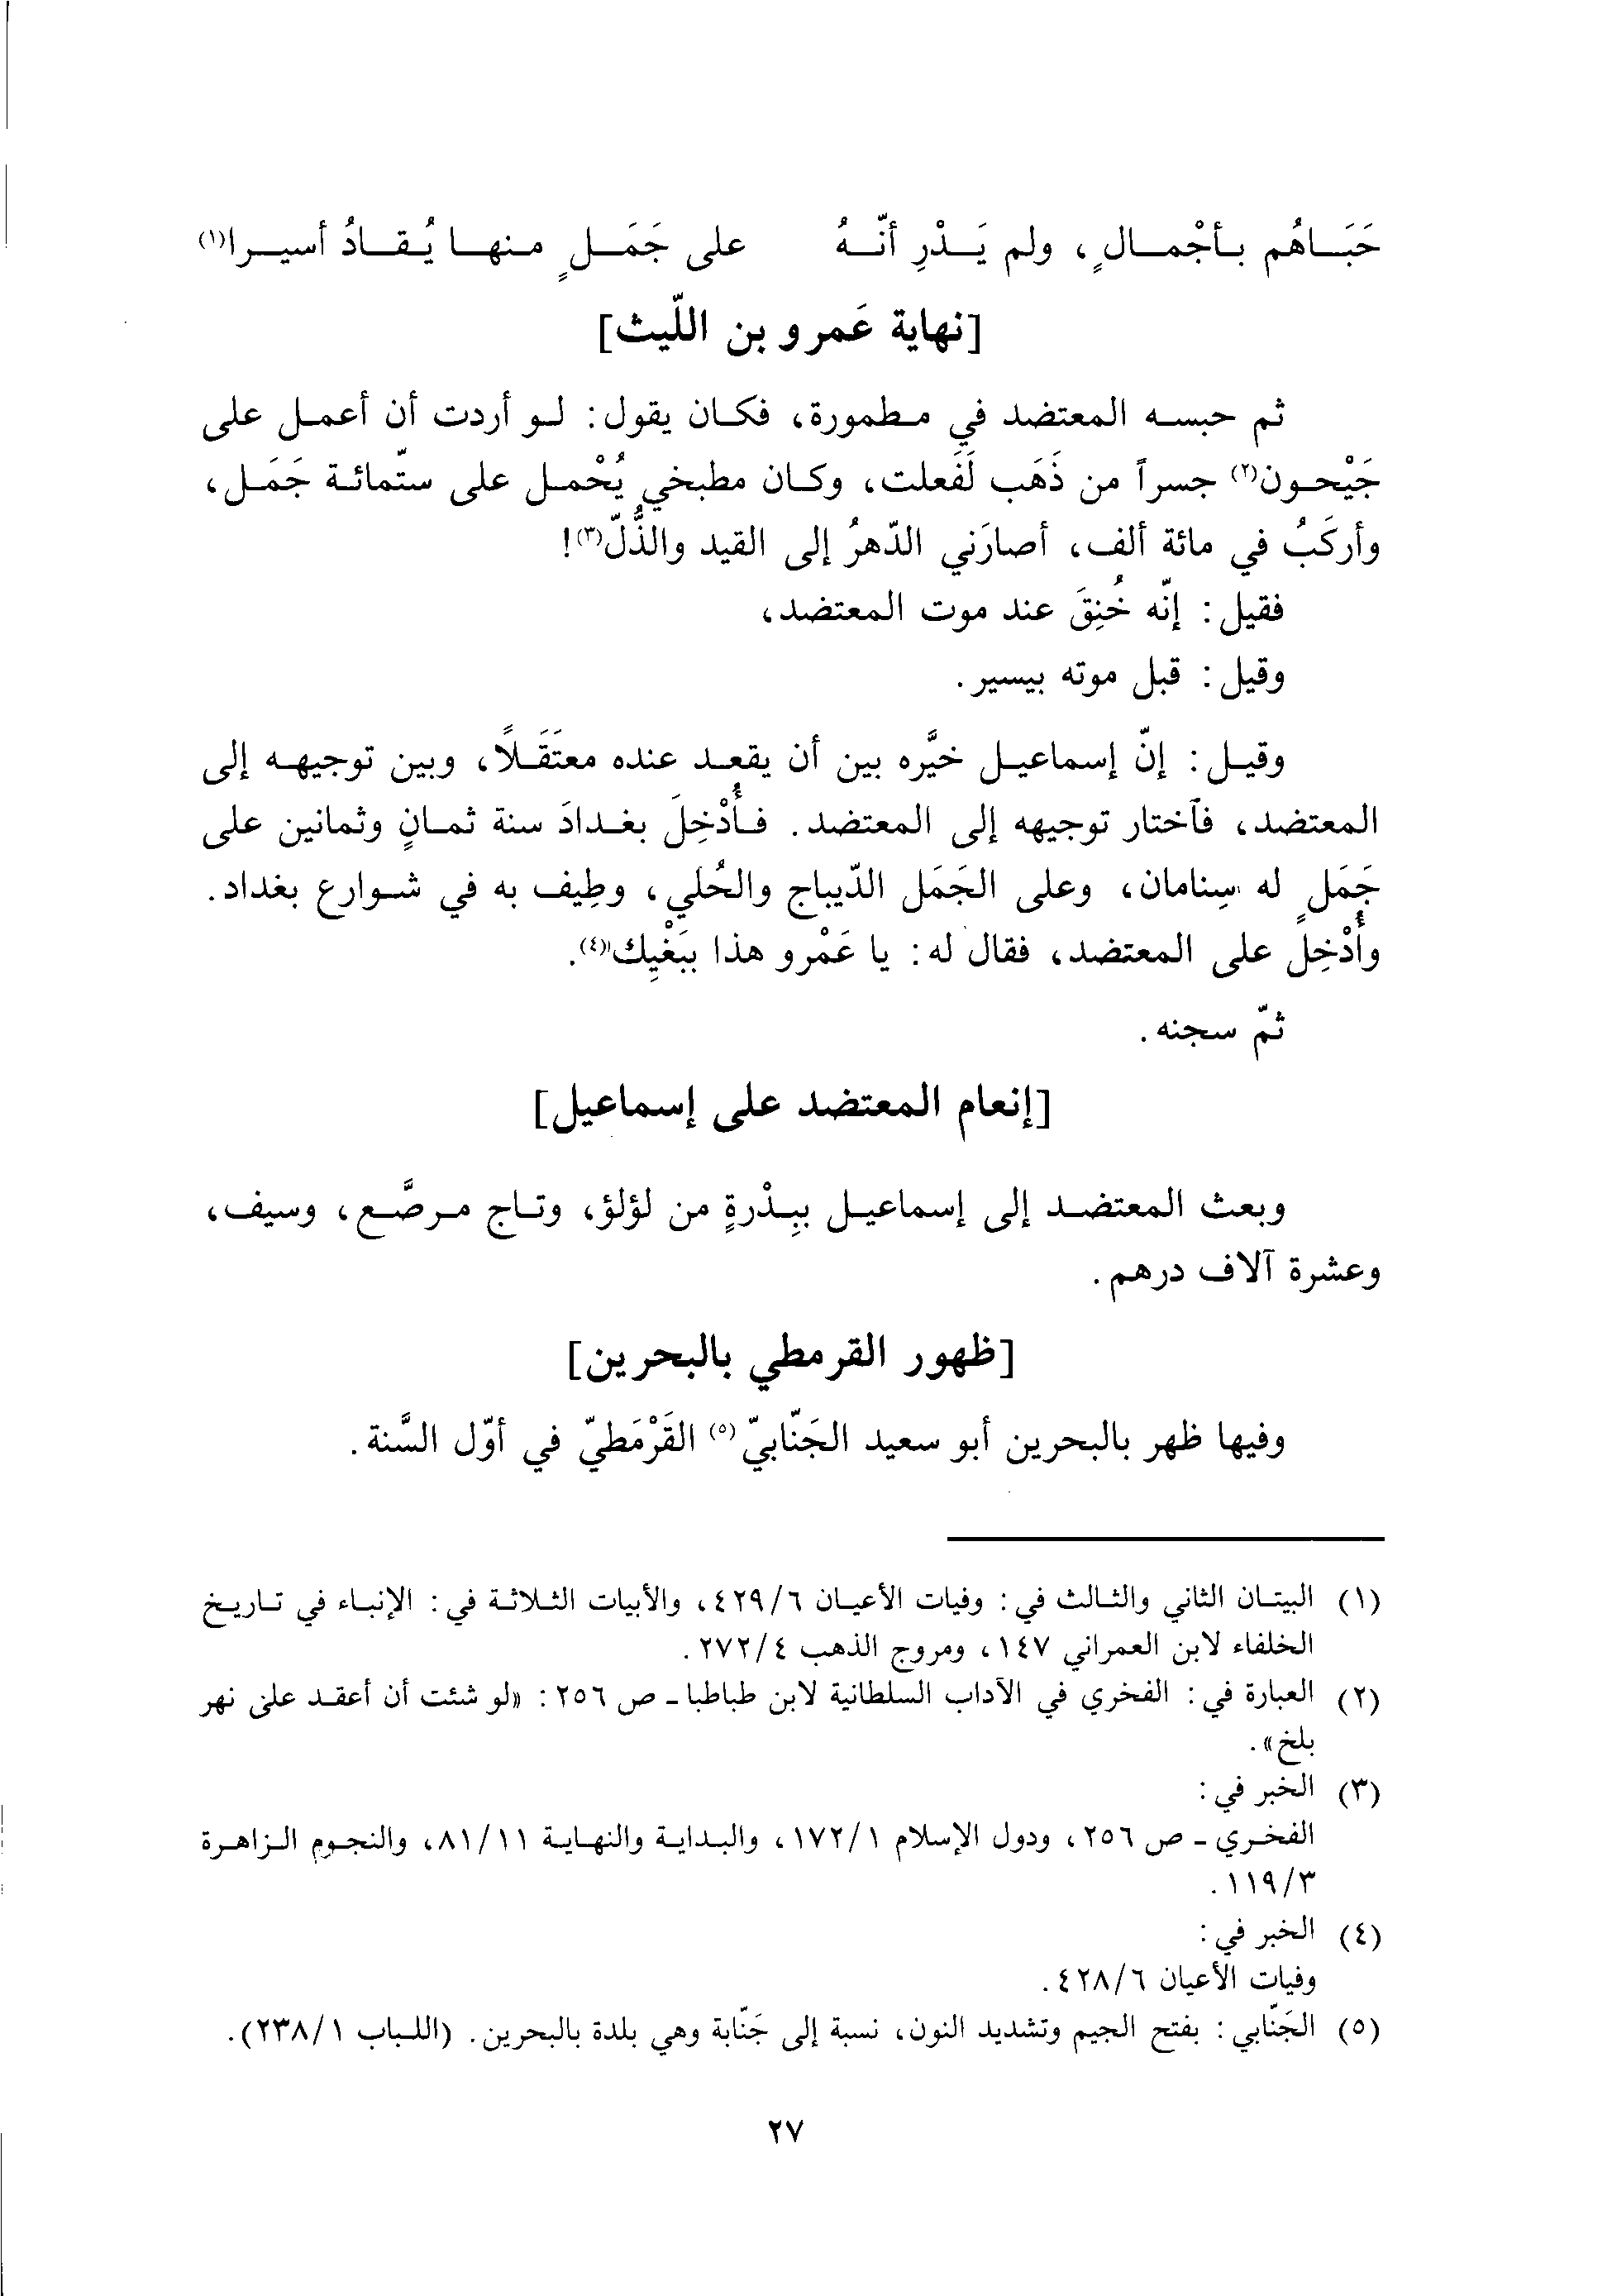 حَبَاهُم بأجْمالٍ، ولم يَدْرِ أنّهُ على جَمَلٍ منها يُقادُ أسيرا(١)
[نهاية عَمرو بن اللّيث]
ثم حبسه المعتضد في مطمورة، فكان يقول: لو أردت أن أعمل على
جَيْحون(٢) جسراً من ذَهَب لَفَعلت، وكان مطبخي يُحْمل على ستّمائة جَمَل،
وأركَبُ في مائة ألف، أصارَني الدّهرُ إلى القيد والذُّلّ(٣)!
فقيل: إنّه خُنِقَ عند موت المعتضد،
وقيل: قبل موته بيسير.
وقيل: إنّ إسماعيل خيَّره بين أن يقعد عنده معتَقَلاً، وبين توجيهه إلى
المعتضد، فآختار توجيهه إلى المعتضد. فأُدْخِلَ بغدادَ سنة ثمانٍ وثمانين على
جَمَلٍ له سِنامان، وعلى الجَمَل الدّيباج والحُلي، وطِيف به في شوارع بغداد.
وأُدْخِل على المعتضد، فقال له: يا عَمْرو هذا ببَغْيِك(٤).
ثمّ سجنه.
[إنعام المعتضد على إسماعيل]
وبعث المعتضد إلى إسماعيل ببِدْرةٍ من لؤلؤ، وتاج مرصَّع، وسيف،
وعشرة آلاف درهم.
[ظهور القرمطي بالبحرين]
وفيها ظهر بالبحرين أبو سعيد الجَنّابيّ(٥) القَرْمَطيّ في أوّل السَّنة.
(١) البيتان الثاني والثالث في: وفيات الأعيان ٤٢٩/٦، والأبيات الثلاثة في: الإنباء في تاريخ
الخلفاء لابن العمراني ١٤٧، ومروج الذهب ٢٧٢/٤.
(٢) العبارة في: الفخري في الآداب السلطانية لابن طباطبا - ص ٢٥٦: «لو شئت أن أعقد على نهر
بلخ».
(٣) الخبر في:
الفخري - ص ٢٥٦، ودول الإسلام ١٧٢/١، والبداية والنهاية ٨١/١١، والنجوم الزاهرة
١١٩/٣.
(٤) الخبر في:
وفيات الأعيان ٤٢٨/٦.
(٥) الجَنّابي: بفتح الجيم وتشديد النون، نسبة إلى جَنّابة وهي بلدة بالبحرين. (اللباب ٢٣٨/١).
٢٧